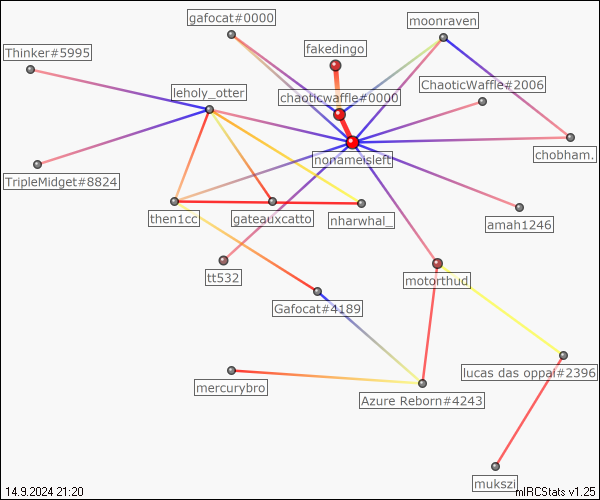 gafocat#0000
moonraven
fakedingo
Thinker#5995
ChaoticWaffle#2006
leholy_otter
chaoticwaffle#0000
chobham.
nonameisleft
TripleMidget#8824
then1cc
gateauxcatto
nharwhal_
amah1246
tt532
motorthud
Gafocat#4189
lucas das oppai#2396
mercurybro
Azure Reborn#4243
mukszi
14.9.2024 21:20
mIRCStats v1.25